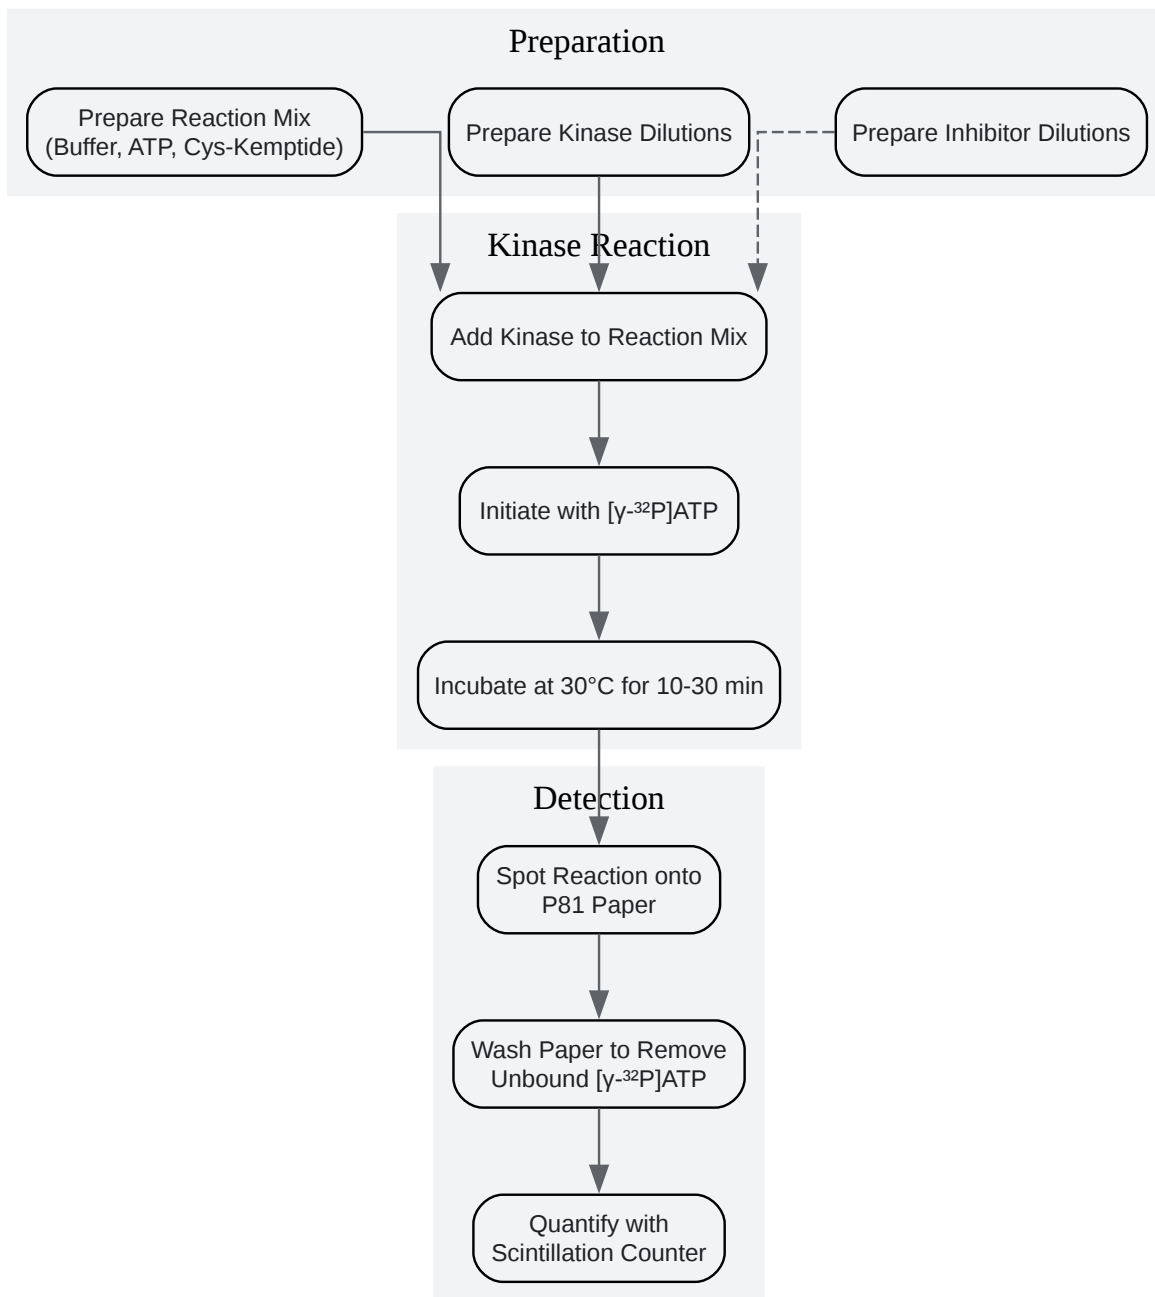 Preparation
Prepare Reaction Mix
(Buffer, ATP, Cys-Kemptide)
Prepare Kinase Dilutions
Prepare Inhibitor Dilutions
Kinase Reaction
Add Kinase to Reaction Mix
Initiate with [γ-³²P]ATP
Incubate at 30°C for 10-30 min
Detection
Spot Reaction onto
P81 Paper
Wash Paper to Remove
Unbound [γ-³²P]ATP
Quantify with
Scintillation Counter